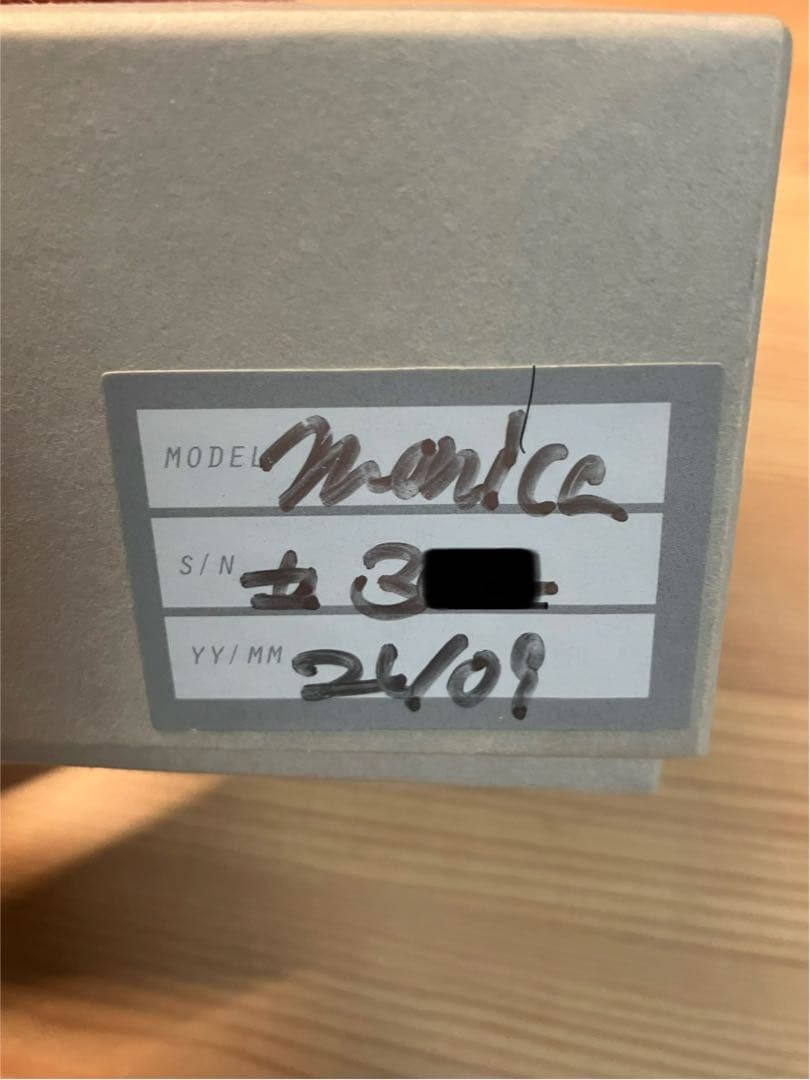 MODEL Monica
S/N # 3
YY/MM 24/09